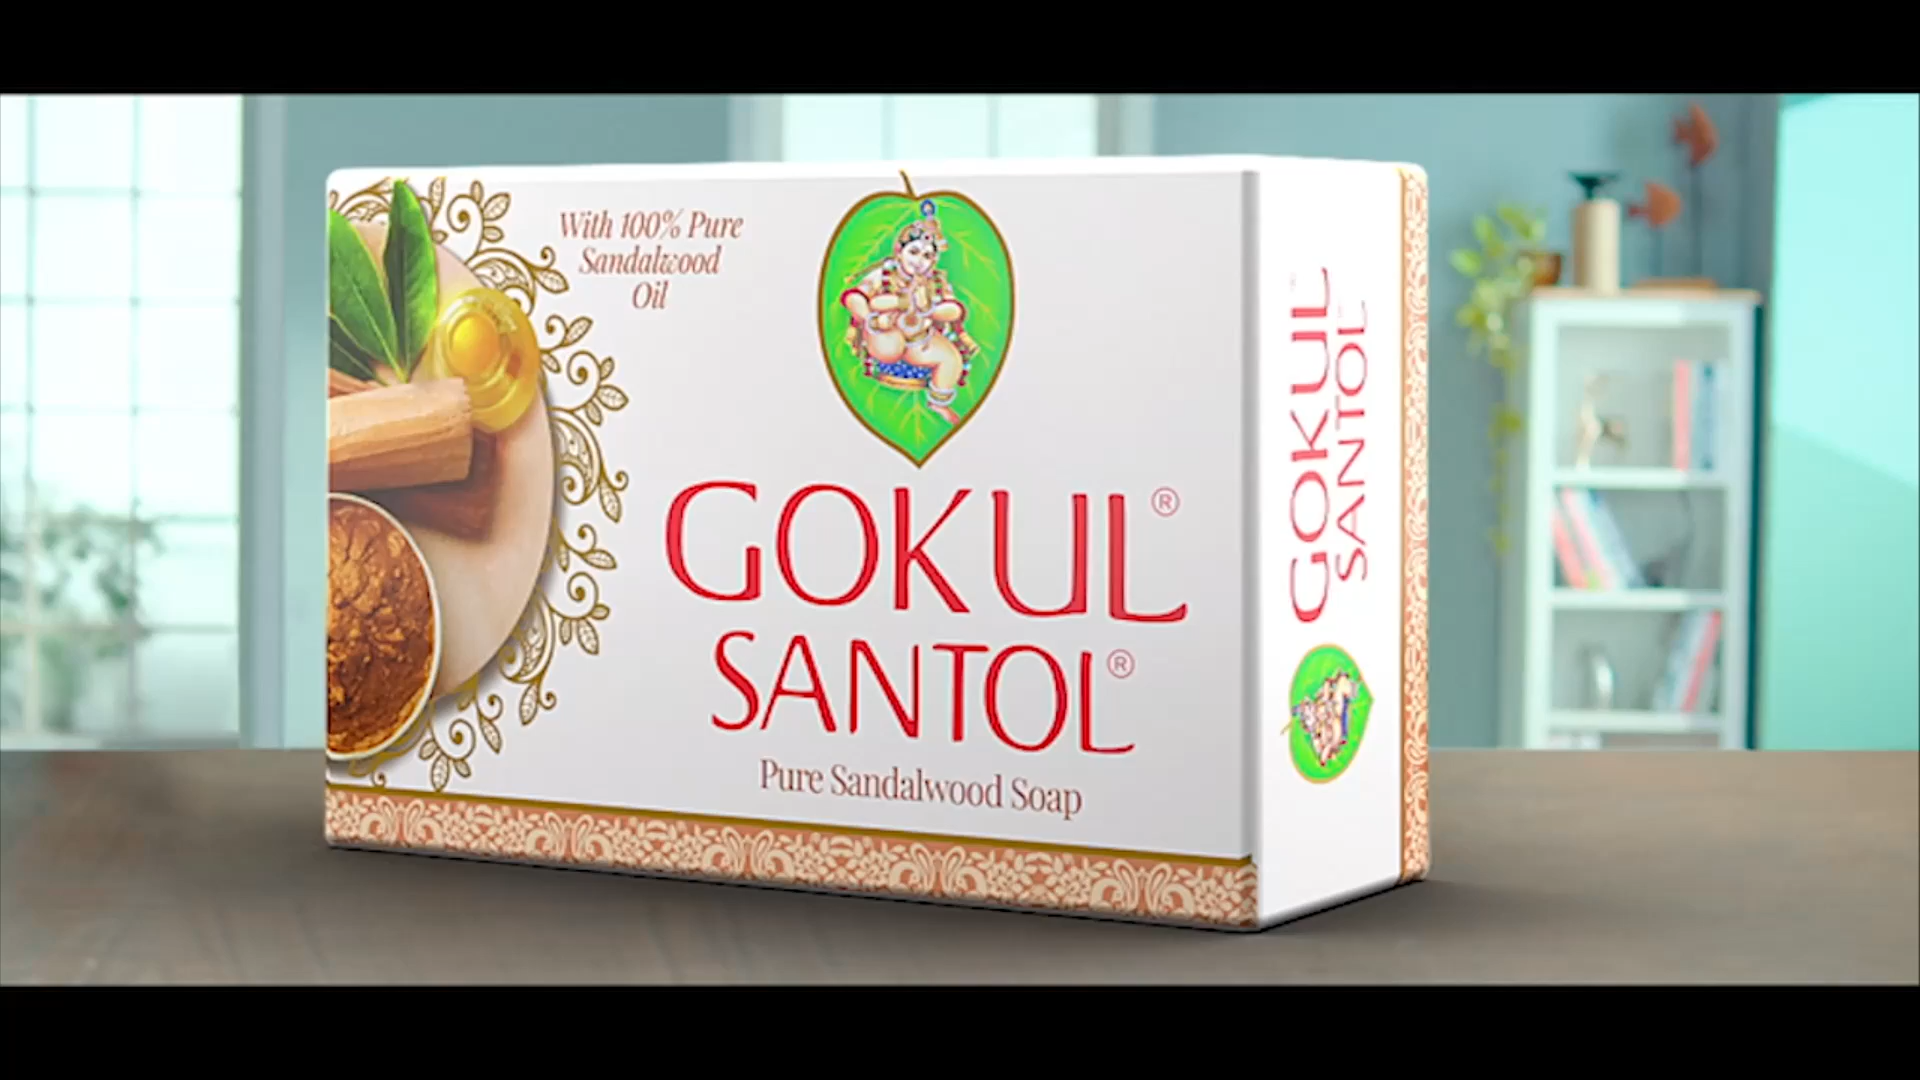 With 100% Pure
Sandalwood
Oil
GOKUL®
SANTOL®
Pure Sandalwood Soap
GOKUL
SANTOL